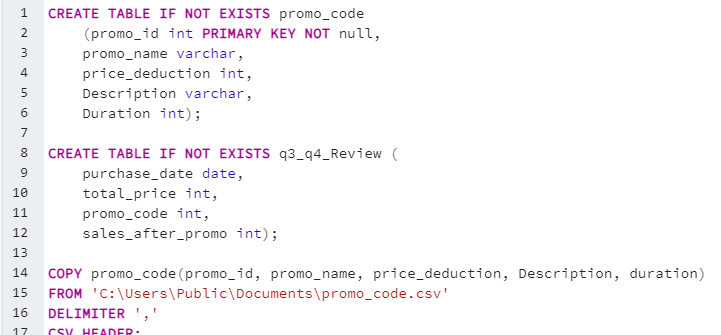 1 CREATE TABLE IF NOT EXISTS promo_code
2 (promo_id int PRIMARY KEY NOT null,
3 promo_name varchar,
4 price_deduction int,
5 Description varchar,
6 Duration int);
7
8 CREATE TABLE IF NOT EXISTS q3_q4_Review (
9 purchase_date date,
10 total_price int,
11 promo_code int,
12 sales_after_promo int);
13
14 COPY promo_code(promo_id, promo_name, price_deduction, Description, duration)
15 FROM 'C:\Users\Public\Documents\promo_code.csv'
16 DELIMITER ','
17 CSV HEADER;